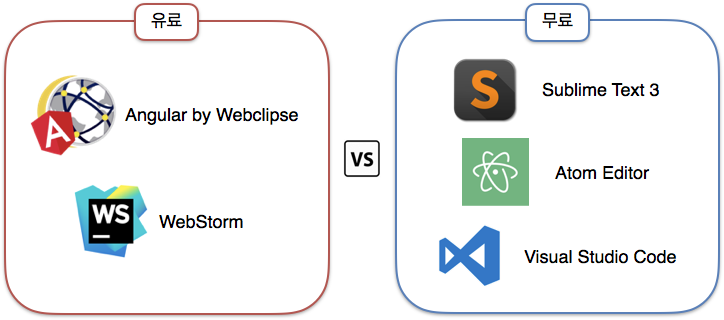 유료
무료
A
Angular by Webclipse
WS
WebStorm
VS
S
Sublime Text 3
Atom Editor
Visual Studio Code